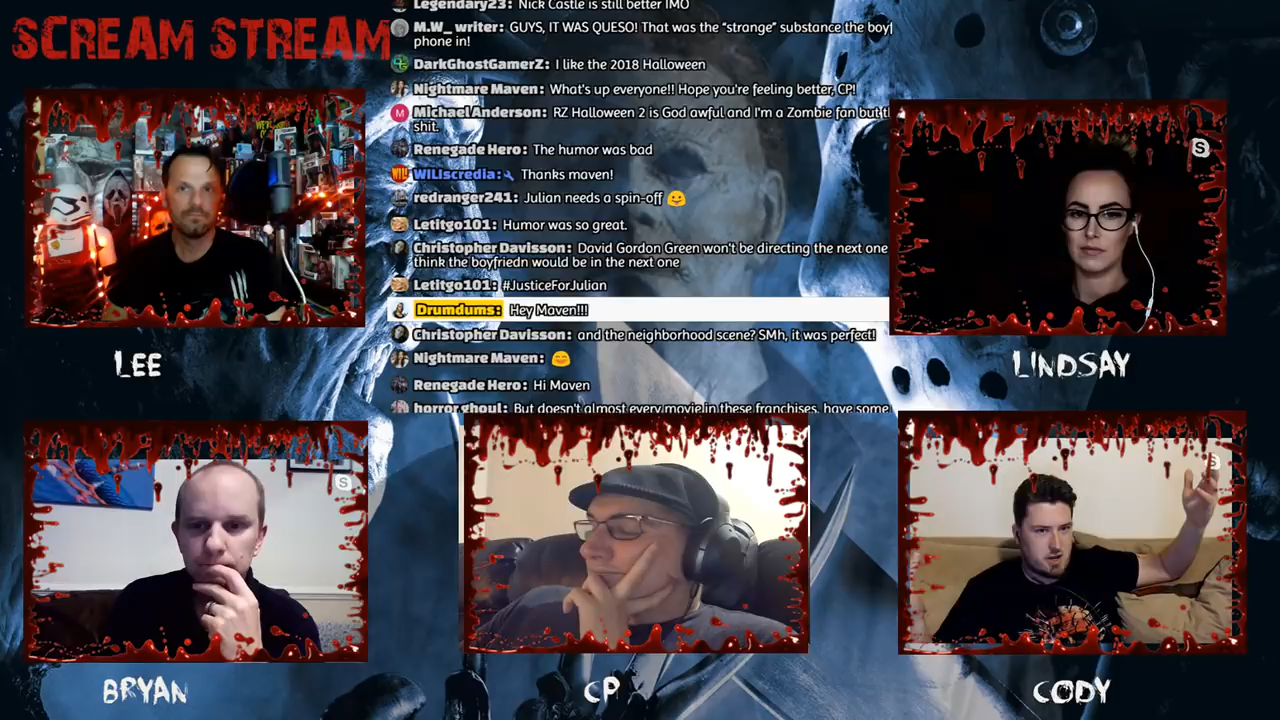 SCREAM STREAM
Legendary23: Nick Castle is still better IMO
M.W_writer: GUYS, IT WAS QUESO! That was the “strange” substance the boy
phone in!
DarkGhostGamerZ: I like the 2018 Halloween
Nightmare Maven: What's up everyone!! Hope you're feeling better, CP!
M
Michael Anderson: RZ Halloween 2 is God awful and I'm a Zombie fan but t
shit.
Renegade Hero: The humor was bad
WILIscredia: Thanks maven!
redranger241: Julian needs a spin-off
Letitgo101: Humor was so great.
Christopher Davisson: David Gordon Green won't be directing the next one
think the boyfriedn would be in the next one
Letitgo101: #JusticeForJulian
Drumdums: Hey Maven!!!
Christopher Davisson: and the neighborhood scene? SMh, it was perfect!
Nightmare Maven:
Renegade Hero: Hi Maven
horror ghoul: But doesn't almost every movie in these franchises, have some
S
LEE
LINDSAY
S
S
BRYAN
CP
CODY